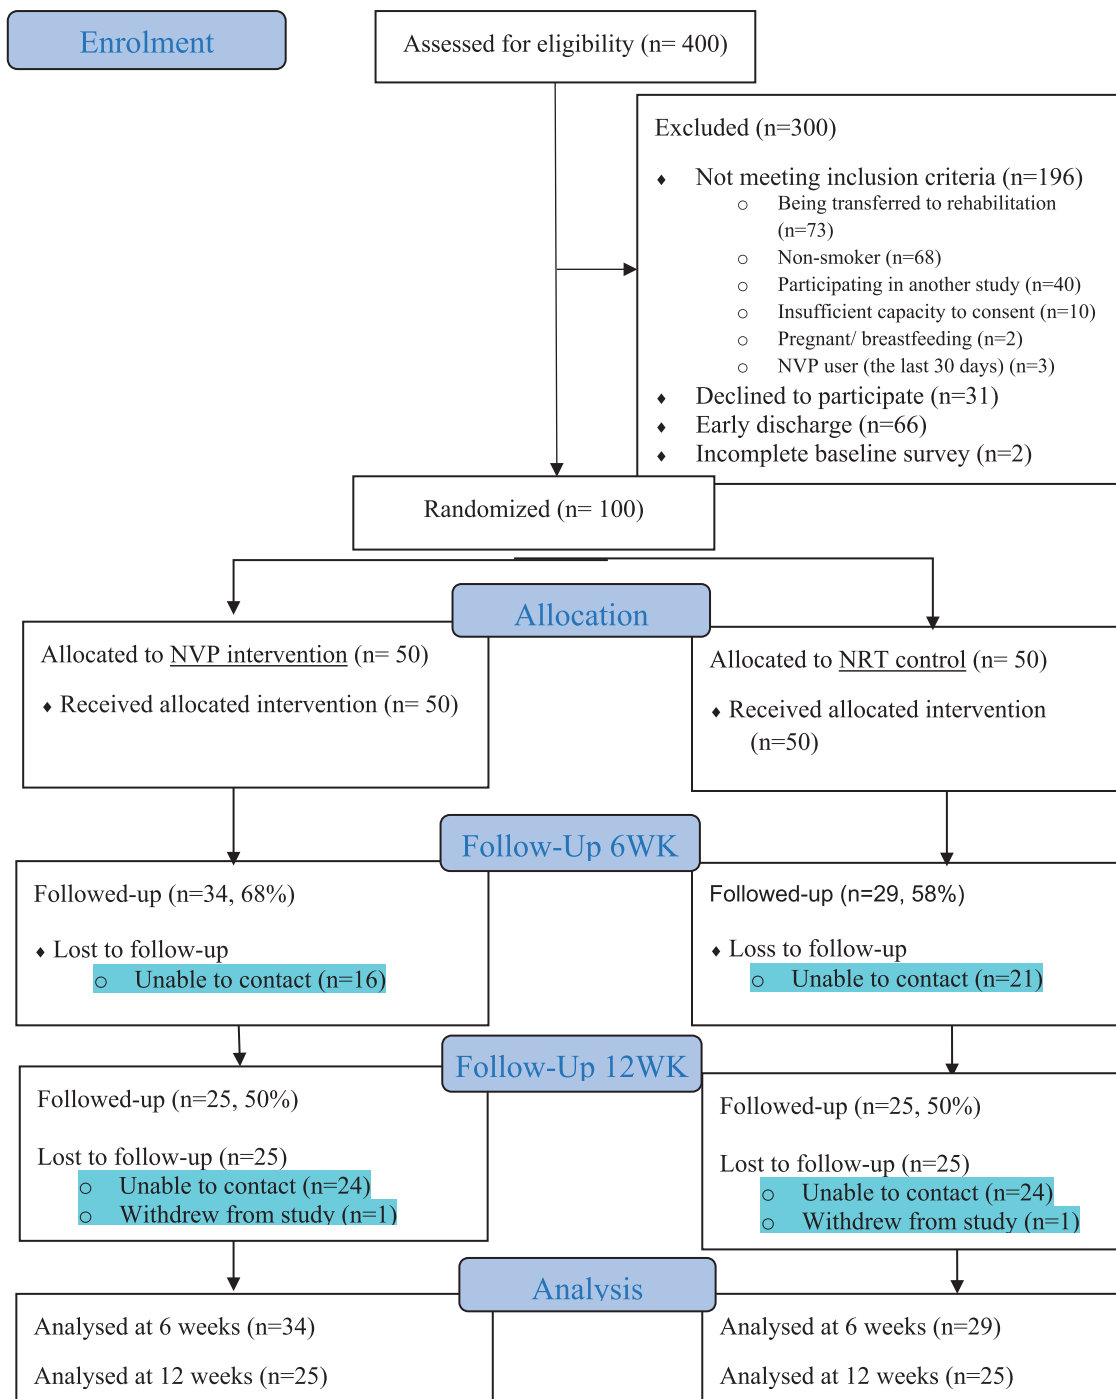 Enrolment
Assessed for eligibility (n= 400)
Excluded (n=300)
♦ Not meeting inclusion criteria (n=196)
o Being transferred to rehabilitation
(n=73)
o Non-smoker (n=68)
o Participating in another study (n=40)
o Insufficient capacity to consent (n=10)
o Pregnant/ breastfeeding (n=2)
o NVP user (the last 30 days) (n=3)
♦ Declined to participate (n=31)
♦ Early discharge (n=66)
♦ Incomplete baseline survey (n=2)
Randomized (n= 100)
Allocation
Allocated to NVP intervention (n= 50)
♦ Received allocated intervention (n= 50)
Allocated to NRT control (n= 50)
♦ Received allocated intervention
(n=50)
Follow-Up 6WK
Followed-up (n=34, 68%)
♦ Lost to follow-up
o Unable to contact (n=16)
Followed-up (n=29, 58%)
♦ Loss to follow-up
o Unable to contact (n=21)
Follow-Up 12WK
Followed-up (n=25, 50%)
Lost to follow-up (n=25)
o Unable to contact (n=24)
o Withdrew from study (n=1)
Followed-up (n=25, 50%)
Lost to follow-up (n=25)
o Unable to contact (n=24)
o Withdrew from study (n=1)
Analysis
Analysed at 6 weeks (n=34)
Analysed at 12 weeks (n=25)
Analysed at 6 weeks (n=29)
Analysed at 12 weeks (n=25)